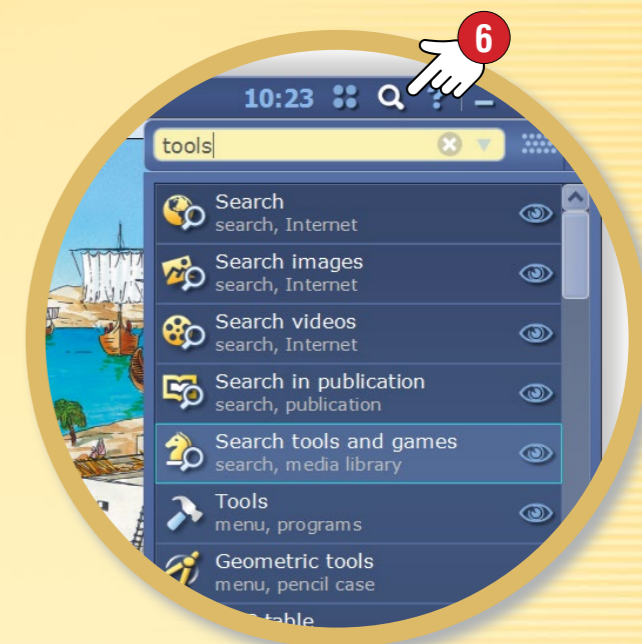 6
10:23 ?
tools
Search
search, Internet
Search images
search, Internet
Search videos
search, Internet
Search in publication
search, publication
Search tools and games
search, media library
Tools
menu, programs
Geometric tools
menu, pencil case
table